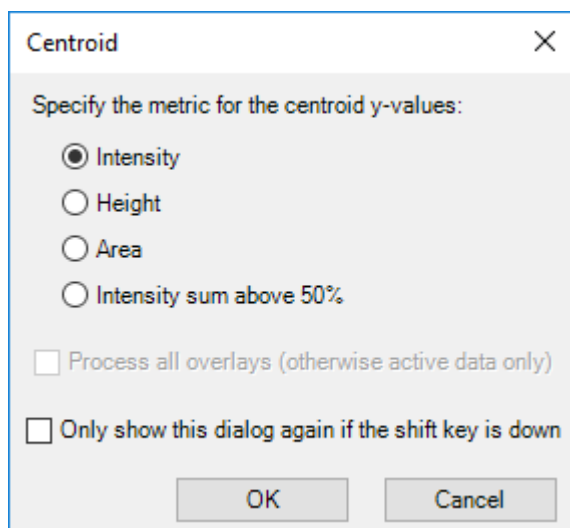 Centroid
Specify the metric for the centroid y-values:
Intensity
Height
Area
Intensity sum above 50%
Process all overlays (otherwise active data only)
Only show this dialog again if the shift key is down
OK Cancel